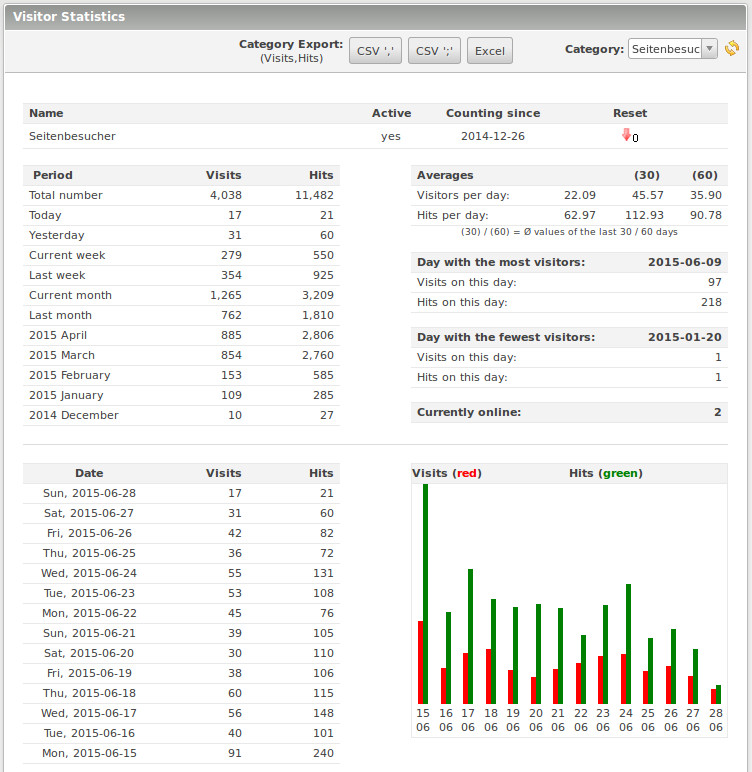 Visitor Statistics
Category Export: CSV ',' CSV ';' Excel Category: Seitenbesuc
(Visits,Hits)
Name Active Counting since Reset
Seitenbesucher yes 2014-12-26 0
Period Visits Hits
Total number 4,038 11,482
Today 17 21
Yesterday 31 60
Current week 279 550
Last week 354 925
Current month 1,265 3,209
Last month 762 1,810
2015 April 885 2,806
2015 March 854 2,760
2015 February 153 585
2015 January 109 285
2014 December 10 27
Averages (30) (60)
Visitors per day: 22.09 45.57 35.90
Hits per day: 62.97 112.93 90.78
(30) / (60) = Ø values of the last 30 / 60 days
Day with the most visitors: 2015-06-09
Visits on this day: 97
Hits on this day: 218
Day with the fewest visitors: 2015-01-20
Visits on this day: 1
Hits on this day: 1
Currently online: 2
Date Visits Hits
Sun, 2015-06-28 17 21
Sat, 2015-06-27 31 60
Fri, 2015-06-26 42 82
Thu, 2015-06-25 36 72
Wed, 2015-06-24 55 131
Tue, 2015-06-23 53 108
Mon, 2015-06-22 45 76
Sun, 2015-06-21 39 105
Sat, 2015-06-20 30 110
Fri, 2015-06-19 38 106
Thu, 2015-06-18 60 115
Wed, 2015-06-17 56 148
Tue, 2015-06-16 40 101
Mon, 2015-06-15 91 240
Visits (red) Hits (green)
15 16 17 18 19 20 21 22 23 24 25 26 27 28
06 06 06 06 06 06 06 06 06 06 06 06 06 06